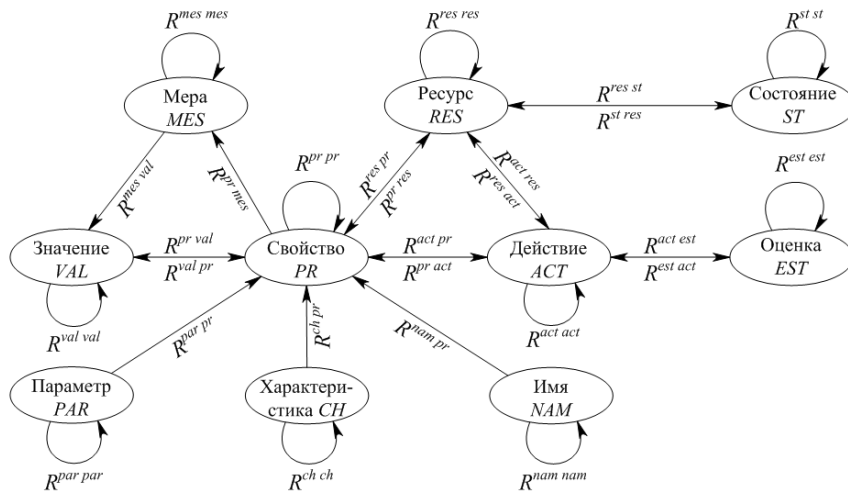 R^mes mes
R^res res
R^st st
Мера
MES
Ресурс
RES
R^res st
R^st res
Состояние
ST
R^mes val
R^pr mes
R^pr pr
R^res pr
R^pr res
R^act res
R^res act
R^est est
Значение
VAL
R^pr val
R^val pr
Свойство
PR
R^act pr
R^pr act
Действие
ACT
R^act est
R^est act
Оценка
EST
R^val val
R^par pr
R^ch pr
R^nam pr
R^act act
Параметр
PAR
Характери-
стика CH
Имя
NAM
R^par par
R^ch ch
R^nam nam